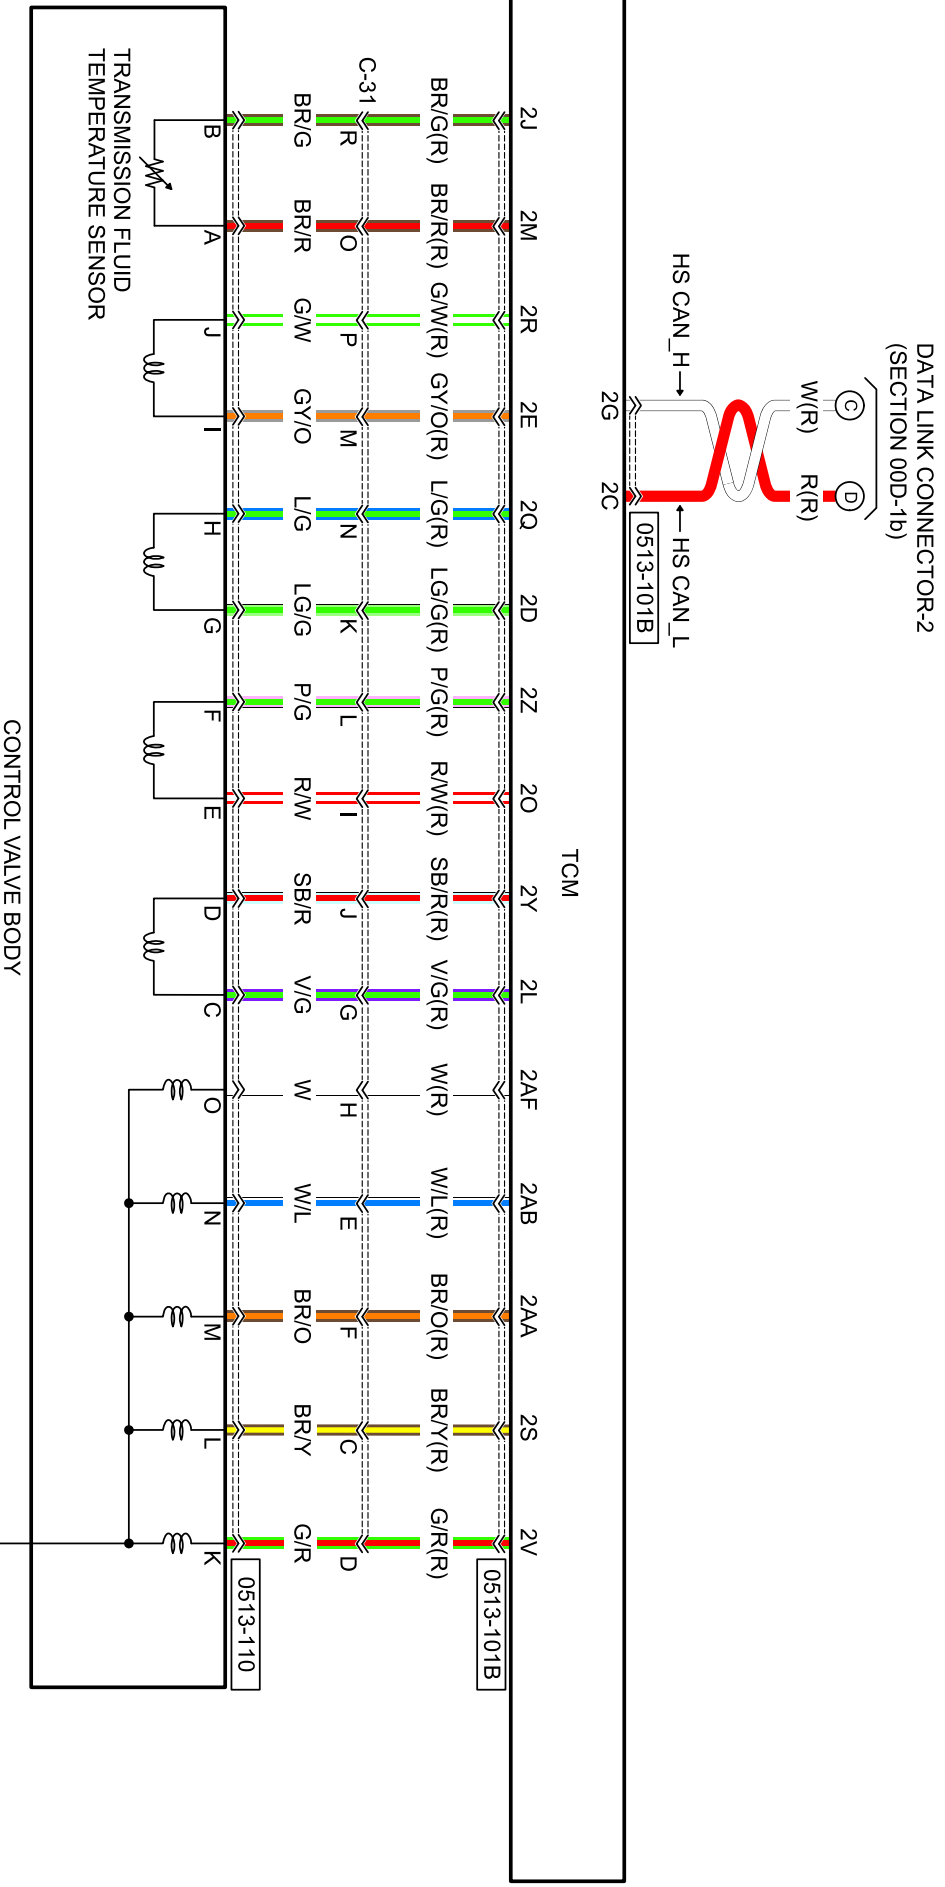 DATA LINK CONNECTOR-2
(SECTION 00D-1b)
C
D
W(R)
R(R)
HS CAN_H
HS CAN_L
2G
2C
0513-101B
TCM
2J
2M
2R
2E
2Q
2D
2Z
2O
2Y
2L
2AF
2AB
2AA
2S
2V
0513-101B
BR/G(R)
BR/R(R)
G/W(R)
GY/O(R)
L/G(R)
LG/G(R)
P/G(R)
R/W(R)
SB/R(R)
V/G(R)
W(R)
W/L(R)
BR/O(R)
BR/Y(R)
G/R(R)
C-31
R
O
P
M
N
K
L
I
J
G
H
E
F
C
D
BR/G
BR/R
G/W
GY/O
L/G
LG/G
P/G
R/W
SB/R
V/G
W
W/L
BR/O
BR/Y
G/R
0513-110
B
A
J
I
H
G
F
E
D
C
O
N
M
L
K
TRANSMISSION FLUID
TEMPERATURE SENSOR
CONTROL VALVE BODY